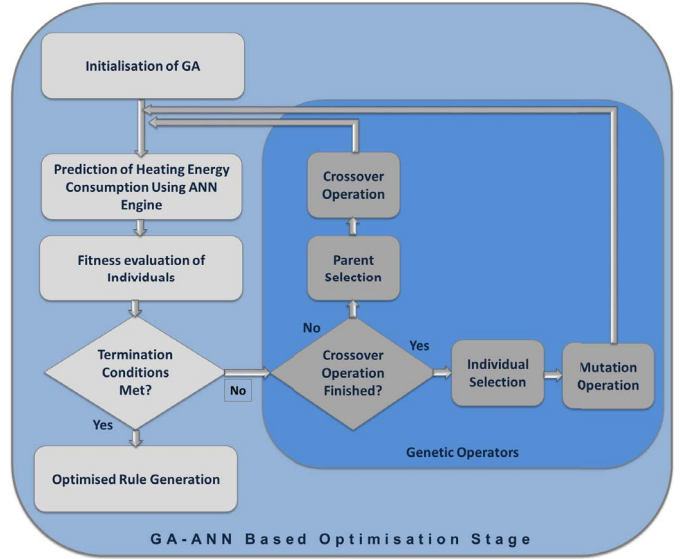 Initialisation of GA
Prediction of Heating Energy
Consumption Using ANN
Engine
Fitness evaluation of
Individuals
Termination
Conditions
Met?
No
Yes
Optimised Rule Generation
Crossover
Operation
Parent
Selection
No
Crossover
Operation
Finished?
Yes
Individual
Selection
Mutation
Operation
Genetic Operators
GA-ANN Based Optimisation Stage